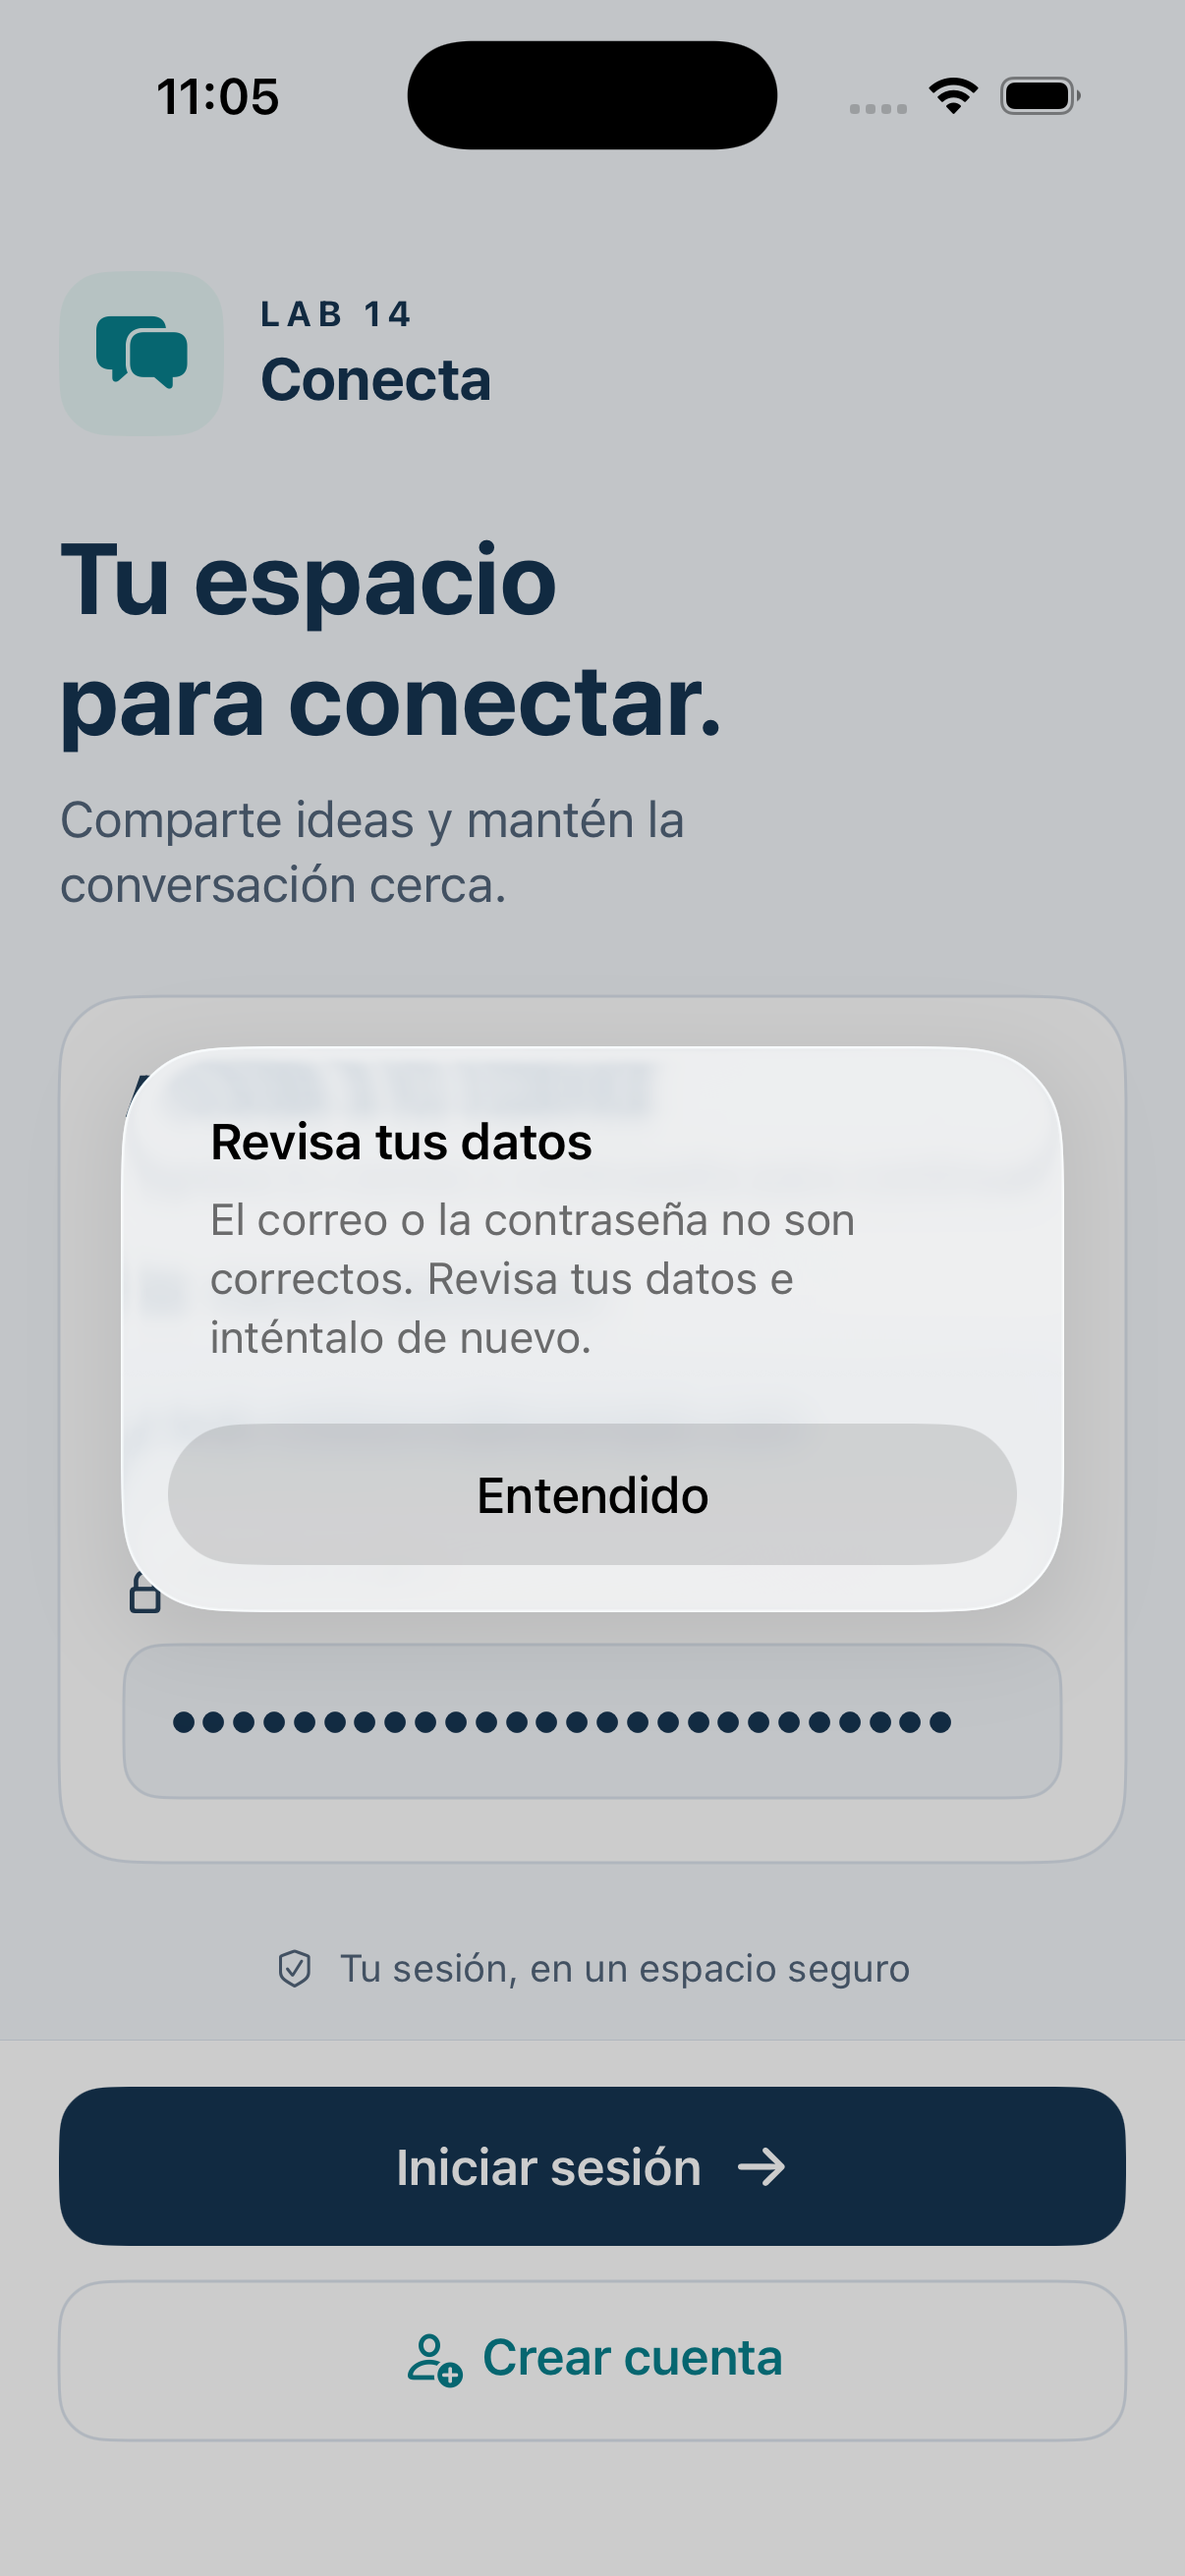 11:05
LAB 14
Conecta
Tu espacio
para conectar.
Comparte ideas y mantén la
conversación cerca.
Revisa tus datos
El correo o la contraseña no son
correctos. Revisa tus datos e
inténtalo de nuevo.
Entendido
Tu sesión, en un espacio seguro
Iniciar sesión
Crear cuenta